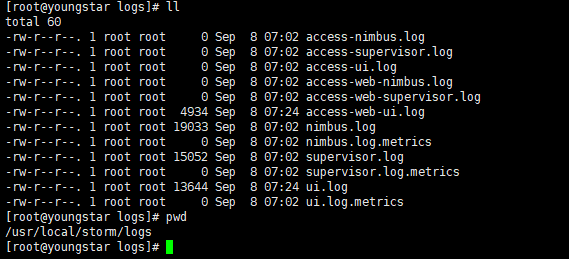 [root@youngstar logs]# ll
total 60
-rw-r--r--. 1 root root     0 Sep  8 07:02 access-nimbus.log
-rw-r--r--. 1 root root     0 Sep  8 07:02 access-supervisor.log
-rw-r--r--. 1 root root     0 Sep  8 07:02 access-ui.log
-rw-r--r--. 1 root root     0 Sep  8 07:02 access-web-nimbus.log
-rw-r--r--. 1 root root     0 Sep  8 07:02 access-web-supervisor.log
-rw-r--r--. 1 root root  4934 Sep  8 07:24 access-web-ui.log
-rw-r--r--. 1 root root 19033 Sep  8 07:02 nimbus.log
-rw-r--r--. 1 root root     0 Sep  8 07:02 nimbus.log.metrics
-rw-r--r--. 1 root root 15052 Sep  8 07:02 supervisor.log
-rw-r--r--. 1 root root     0 Sep  8 07:02 supervisor.log.metrics
-rw-r--r--. 1 root root 13644 Sep  8 07:24 ui.log
-rw-r--r--. 1 root root     0 Sep  8 07:02 ui.log.metrics
[root@youngstar logs]# pwd
/usr/local/storm/logs
[root@youngstar logs]#